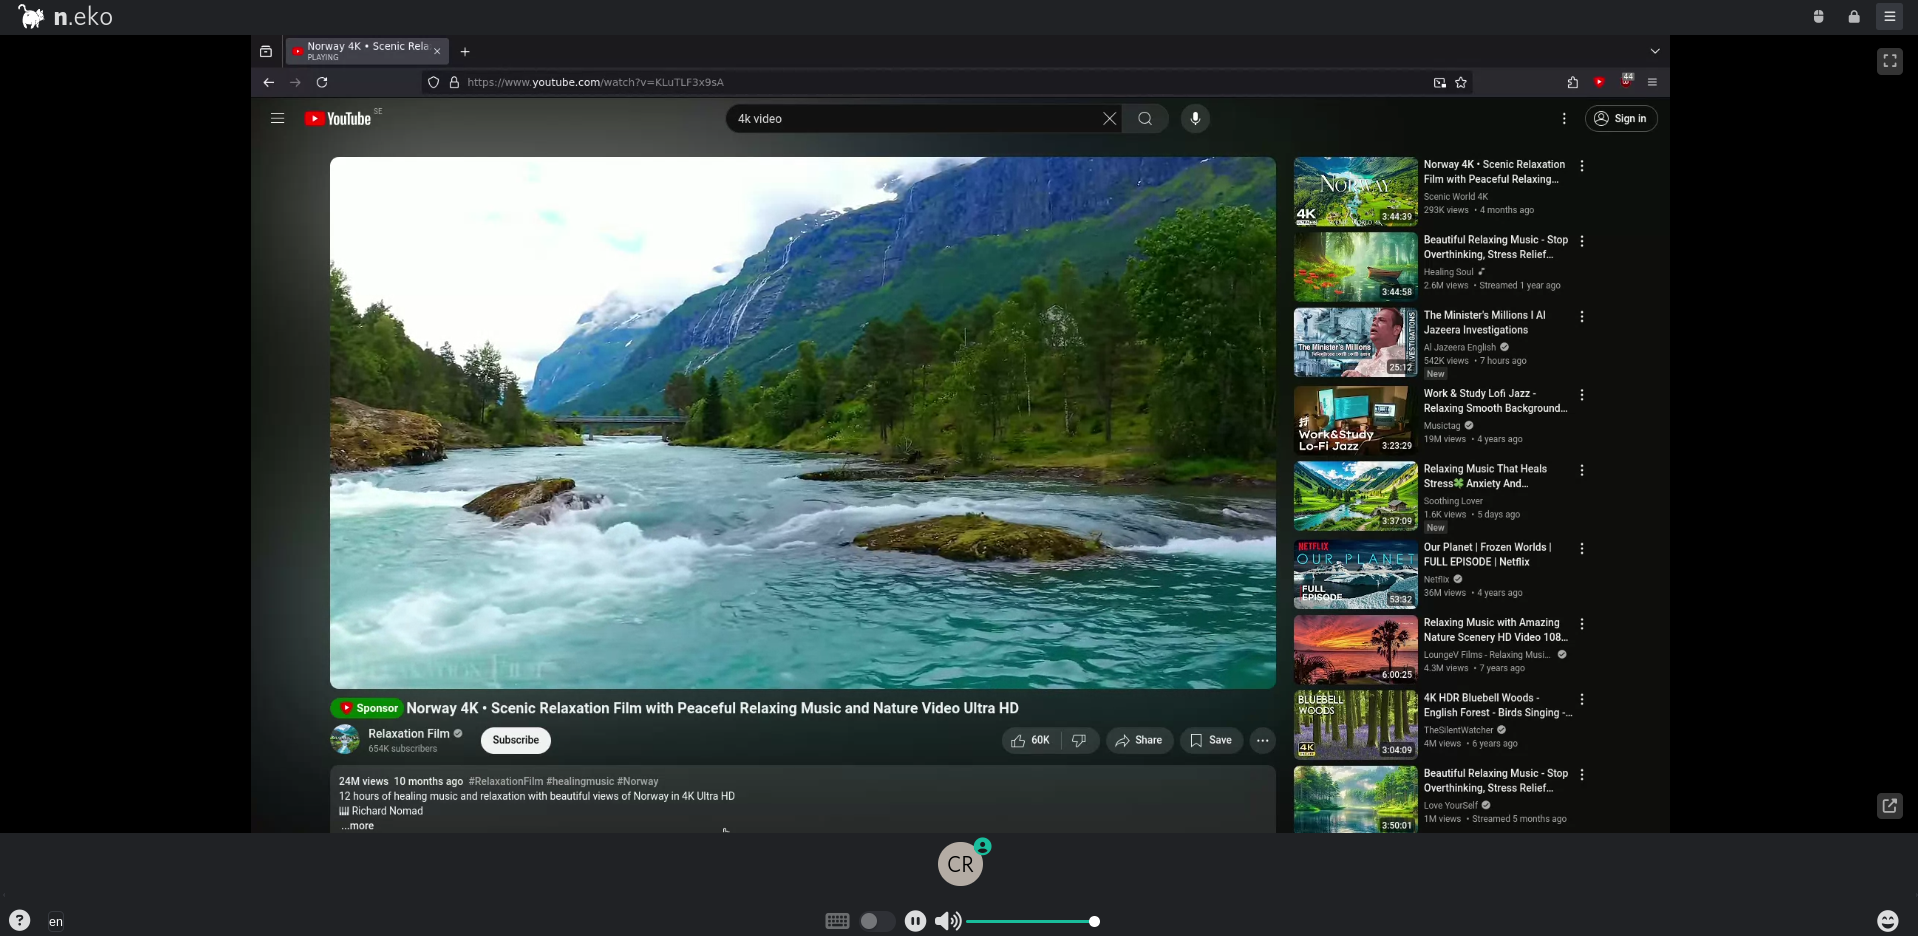 n.eko
Norway 4K • Scenic Rela
PLAYING
https://www.youtube.com/watch?v=KLuTLF3x9sA
44
YouTube SE
4k video
Sign in
RELAXATION FILM
Sponsor Norway 4K • Scenic Relaxation Film with Peaceful Relaxing Music and Nature Video Ultra HD
Relaxation Film
654K subscribers
Subscribe
60K
Share
Save
24M views 10 months ago #RelaxationFilm #healingmusic #Norway
12 hours of healing music and relaxation with beautiful views of Norway in 4K Ultra HD
Richard Nomad
...more
NORWAY
4K
3:44:39
Norway 4K • Scenic Relaxation
Film with Peaceful Relaxing...
Scenic World 4K
293K views • 4 months ago
3:44:58
Beautiful Relaxing Music - Stop
Overthinking, Stress Relief...
Healing Soul
2.6M views • Streamed 1 year ago
The Minister's Millions
25:12
The Minister's Millions I Al
Jazeera Investigations
Al Jazeera English
542K views • 7 hours ago
New
Work&Study
Lo-Fi Jazz
3:23:29
Work & Study Lofi Jazz -
Relaxing Smooth Background...
Musictag
19M views • 4 years ago
3:37:09
Relaxing Music That Heals
Stress🍀 Anxiety And...
Soothing Lover
1.6K views • 5 days ago
New
NETFLIX
OUR PLANET
FULL
EPISODE
53:32
Our Planet | Frozen Worlds |
FULL EPISODE | Netflix
Netflix
36M views • 4 years ago
6:00:25
Relaxing Music with Amazing
Nature Scenery HD Video 108...
LoungeV Films - Relaxing Musi...
4.3M views • 7 years ago
BLUEBELL
WOODS
4K
3:04:09
4K HDR Bluebell Woods -
English Forest - Birds Singing -...
TheSilentWatcher
4M views • 6 years ago
3:50:01
Beautiful Relaxing Music - Stop
Overthinking, Stress Relief...
Love YourSelf
1M views • Streamed 5 months ago
CR
?
en